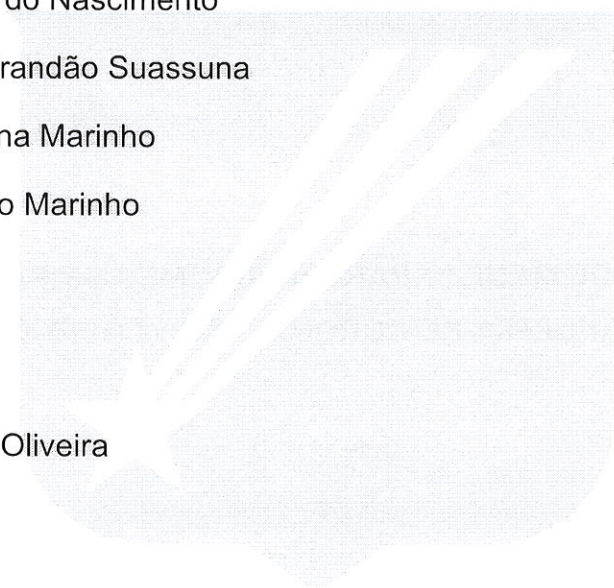 do Nascimento
randão Suassuna
na Marinho
o Marinho
Oliveira